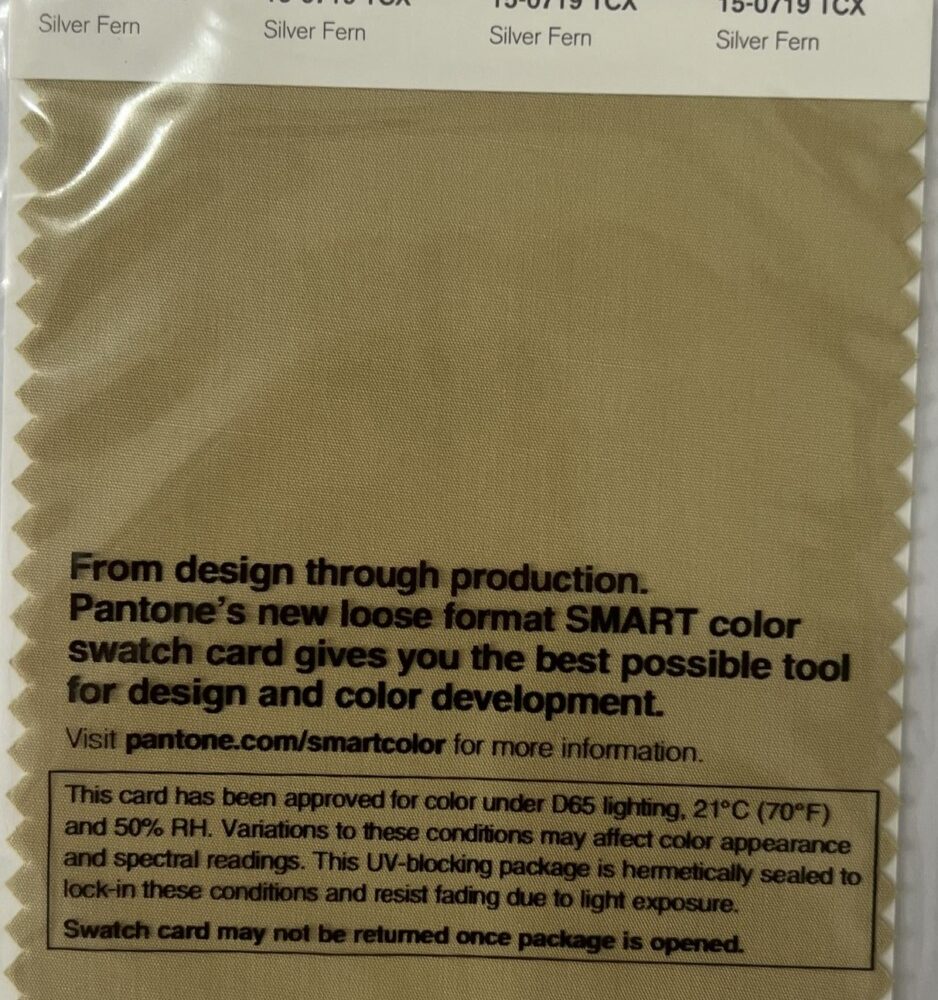 15-0719 TCX 15-0719 TCX 15-0719 TCX
Silver Fern Silver Fern Silver Fern Silver Fern
From design through production.
Pantone's new loose format SMART color
swatch card gives you the best possible tool
for design and color development.
Visit pantone.com/smartcolor for more information.
This card has been approved for color under D65 lighting, 21°C (70°F)
and 50% RH. Variations to these conditions may affect color appearance
and spectral readings. This UV-blocking package is hermetically sealed to
lock-in these conditions and resist fading due to light exposure.
Swatch card may not be returned once package is opened.